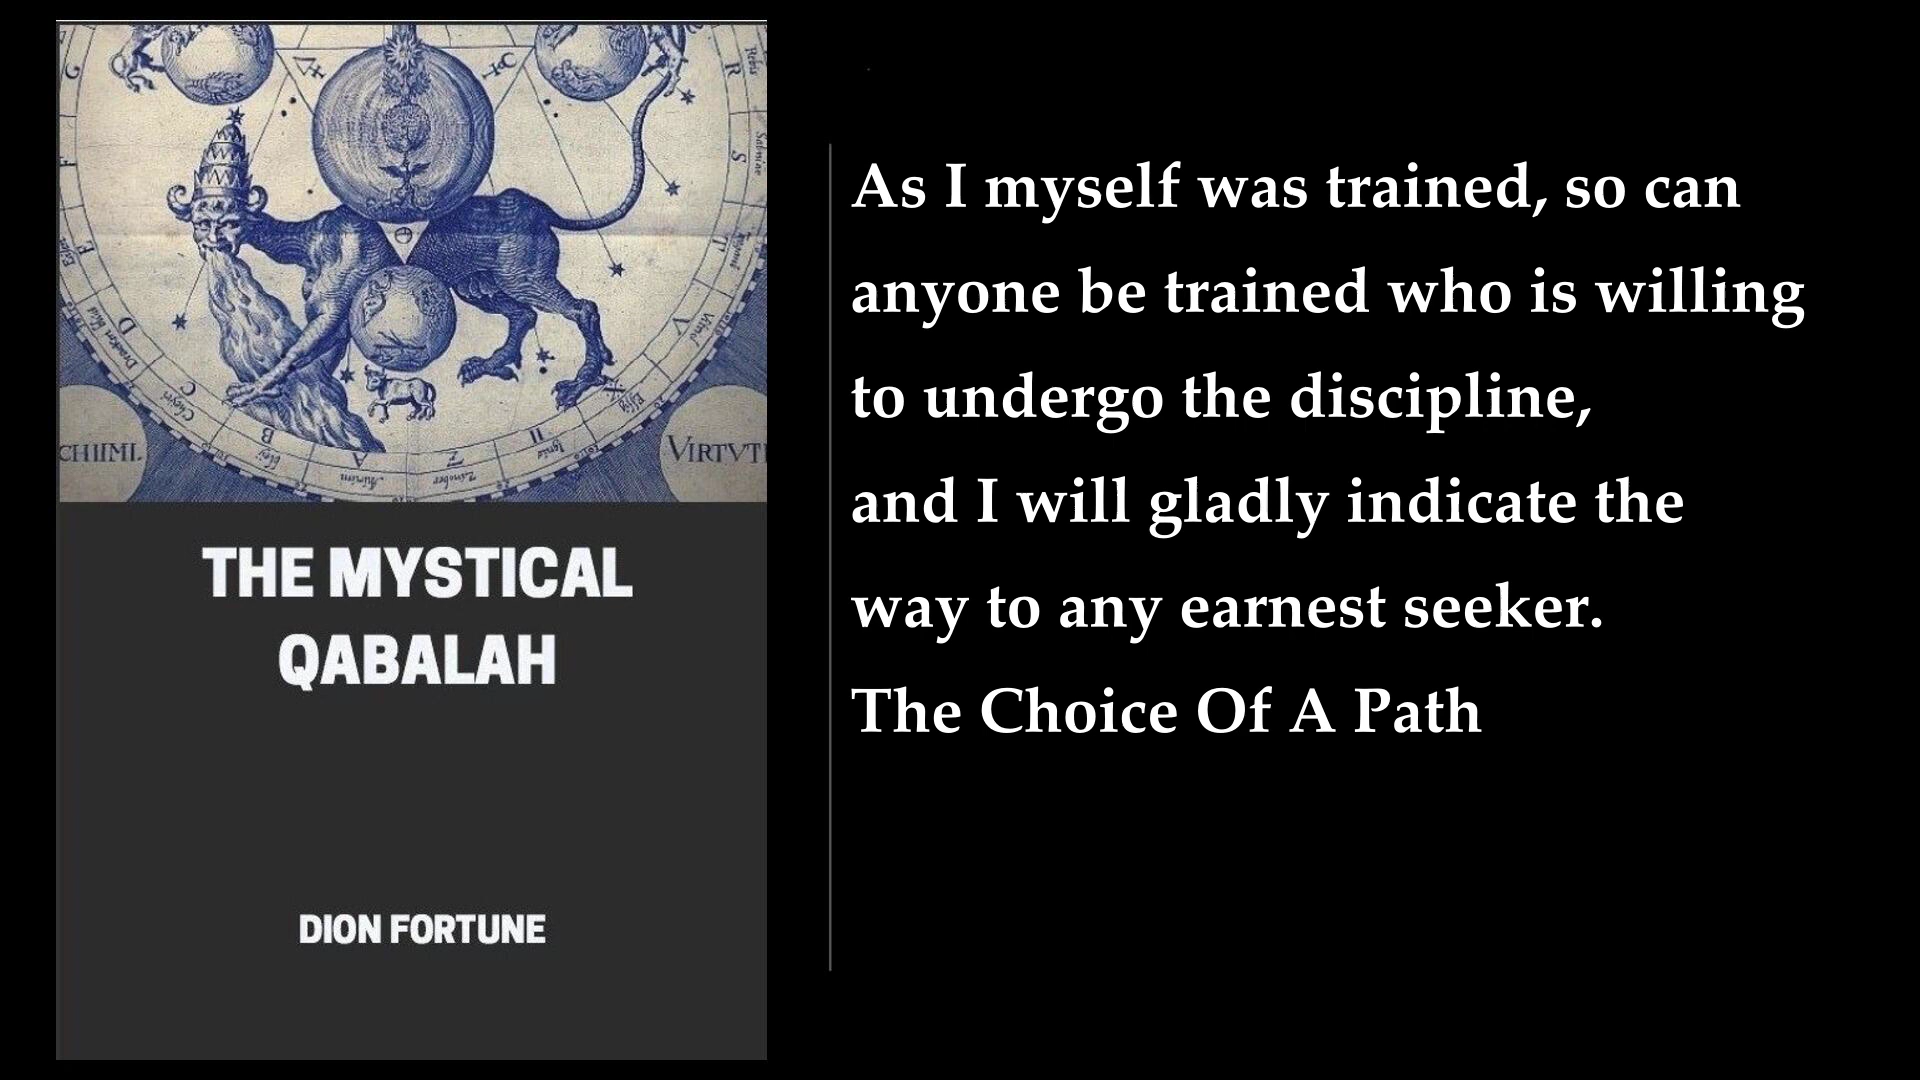 CHIIMI.
VIRTVTI
THE MYSTICAL
QABALAH
DION FORTUNE
As I myself was trained, so can
anyone be trained who is willing
to undergo the discipline,
and I will gladly indicate the
way to any earnest seeker.
The Choice Of A Path